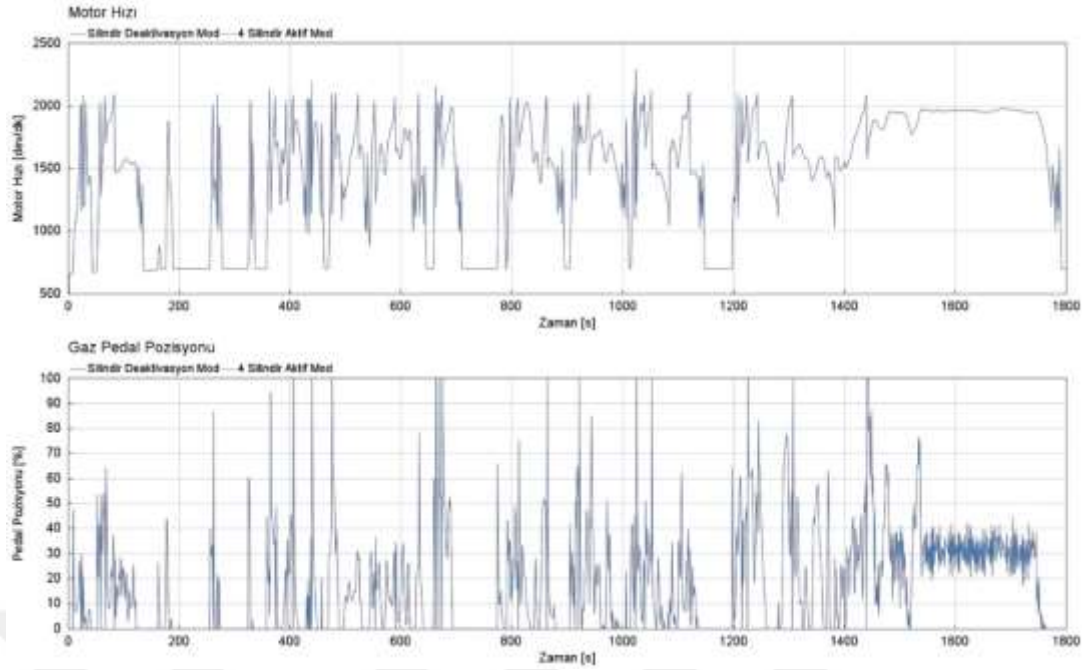 Motor Hızı
Silindir Deaktivasyon Mod 4 Silindir Aktif Mod
2500
2000
1500
1000
500
Motor Hızı [dev/dk]
0 200 400 600 800 1000 1200 1400 1600 1800
Zaman [s]
Gaz Pedal Pozisyonu
Silindir Deaktivasyon Mod 4 Silindir Aktif Mod
100
90
80
70
60
50
40
30
20
10
0
Pedal Pozisyonu [%]
0 200 400 600 800 1000 1200 1400 1600 1800
Zaman [s]